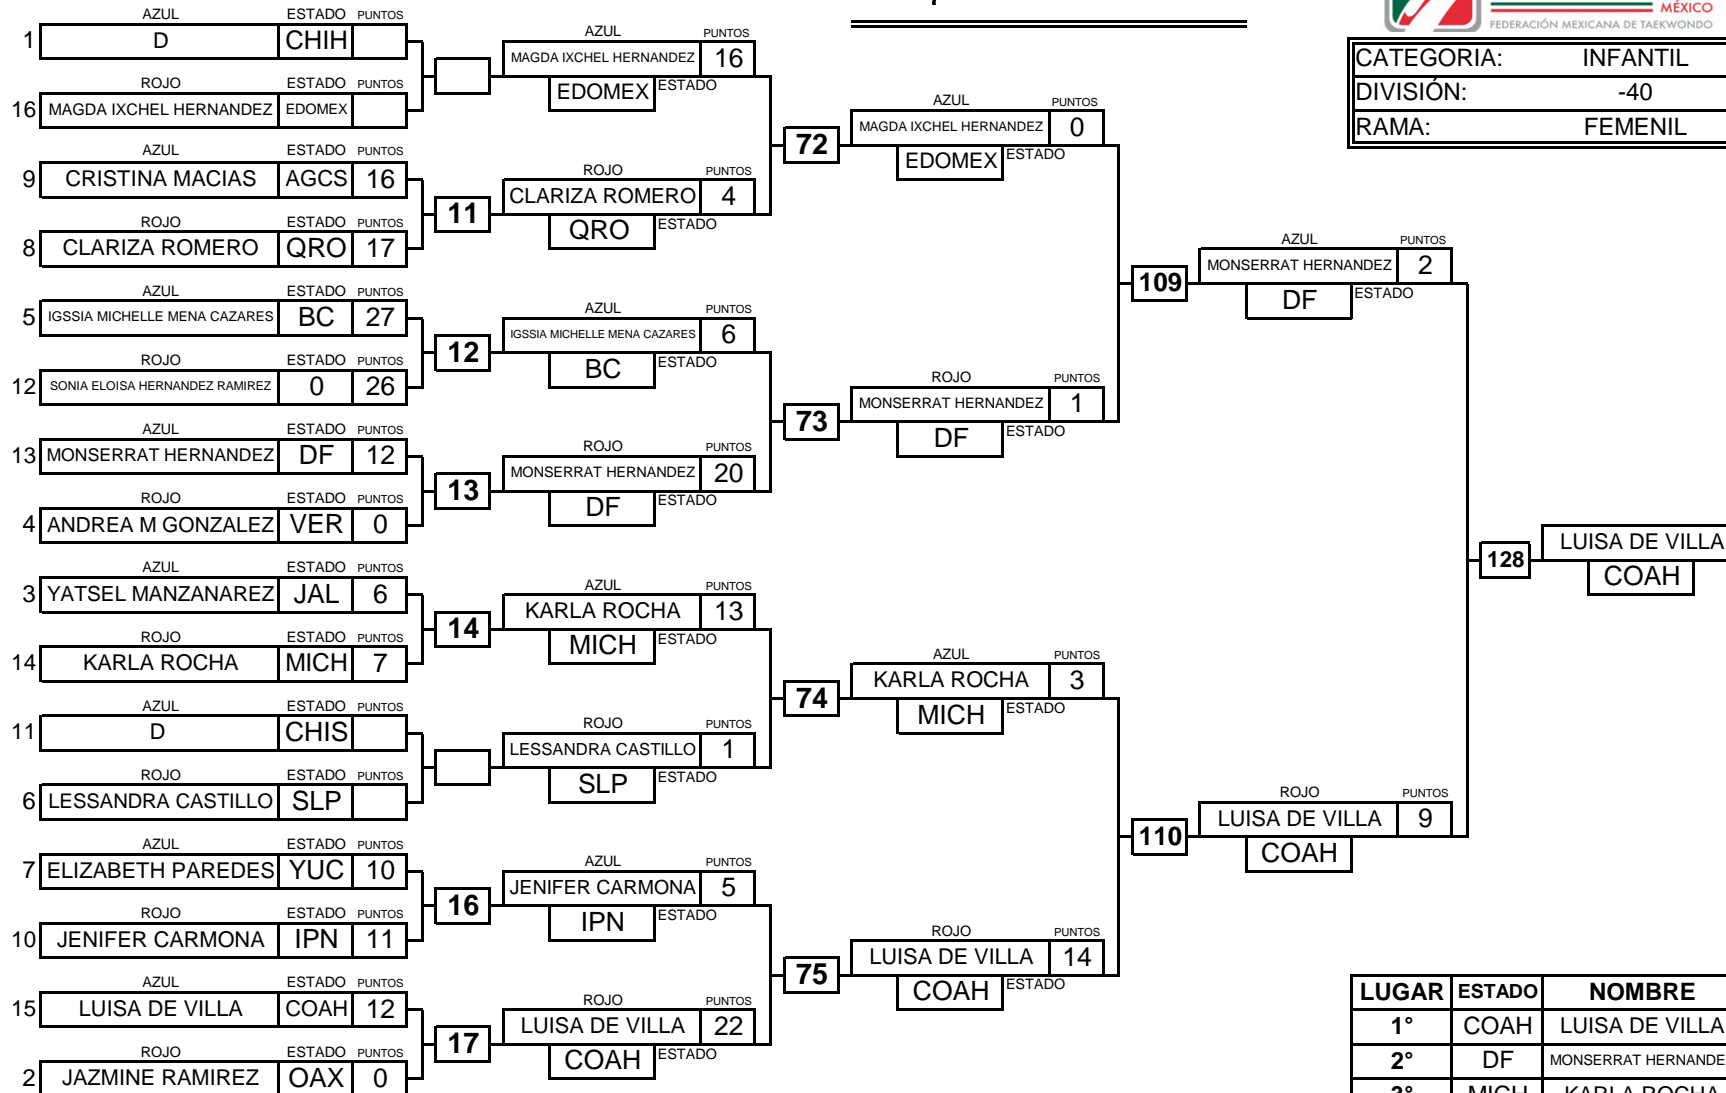 MÉXICO
FEDERACIÓN MEXICANA DE TAEKWONDO
CATEGORIA: INFANTIL
DIVISIÓN: -40
RAMA: FEMENIL
AZUL ESTADO PUNTOS
1 D CHIH
ROJO ESTADO PUNTOS
16 MAGDA IXCHEL HERNANDEZ EDOMEX
AZUL ESTADO PUNTOS
9 CRISTINA MACIAS AGCS 16
ROJO ESTADO PUNTOS
8 CLARIZA ROMERO QRO 17
11
AZUL ESTADO PUNTOS
5 IGSSIA MICHELLE MENA CAZARES BC 27
ROJO ESTADO PUNTOS
12 SONIA ELOISA HERNANDEZ RAMIREZ 0 26
12
AZUL ESTADO PUNTOS
13 MONSERRAT HERNANDEZ DF 12
ROJO ESTADO PUNTOS
4 ANDREA M GONZALEZ VER 0
13
AZUL ESTADO PUNTOS
3 YATSEL MANZANAREZ JAL 6
ROJO ESTADO PUNTOS
14 KARLA ROCHA MICH 7
14
AZUL ESTADO PUNTOS
11 D CHIS
ROJO ESTADO PUNTOS
6 LESSANDRA CASTILLO SLP
AZUL ESTADO PUNTOS
7 ELIZABETH PAREDES YUC 10
ROJO ESTADO PUNTOS
10 JENIFER CARMONA IPN 11
16
AZUL ESTADO PUNTOS
15 LUISA DE VILLA COAH 12
ROJO ESTADO PUNTOS
2 JAZMINE RAMIREZ OAX 0
17
AZUL PUNTOS
MAGDA IXCHEL HERNANDEZ 16
EDOMEX ESTADO
ROJO PUNTOS
CLARIZA ROMERO 4
QRO ESTADO
72
AZUL PUNTOS
IGSSIA MICHELLE MENA CAZARES 6
BC ESTADO
ROJO PUNTOS
MONSERRAT HERNANDEZ 20
DF ESTADO
73
AZUL PUNTOS
KARLA ROCHA 13
MICH ESTADO
ROJO PUNTOS
LESSANDRA CASTILLO 1
SLP ESTADO
74
AZUL PUNTOS
JENIFER CARMONA 5
IPN ESTADO
ROJO PUNTOS
LUISA DE VILLA 22
COAH ESTADO
75
AZUL PUNTOS
MAGDA IXCHEL HERNANDEZ 0
EDOMEX ESTADO
ROJO PUNTOS
MONSERRAT HERNANDEZ 1
DF ESTADO
109
AZUL PUNTOS
KARLA ROCHA 3
MICH ESTADO
ROJO PUNTOS
LUISA DE VILLA 14
COAH ESTADO
110
AZUL PUNTOS
MONSERRAT HERNANDEZ 2
DF ESTADO
ROJO PUNTOS
LUISA DE VILLA 9
COAH
128
LUISA DE VILLA
COAH
LUGAR ESTADO NOMBRE
1° COAH LUISA DE VILLA
2° DF MONSERRAT HERNANDE
3° MICH KARLA ROCHA